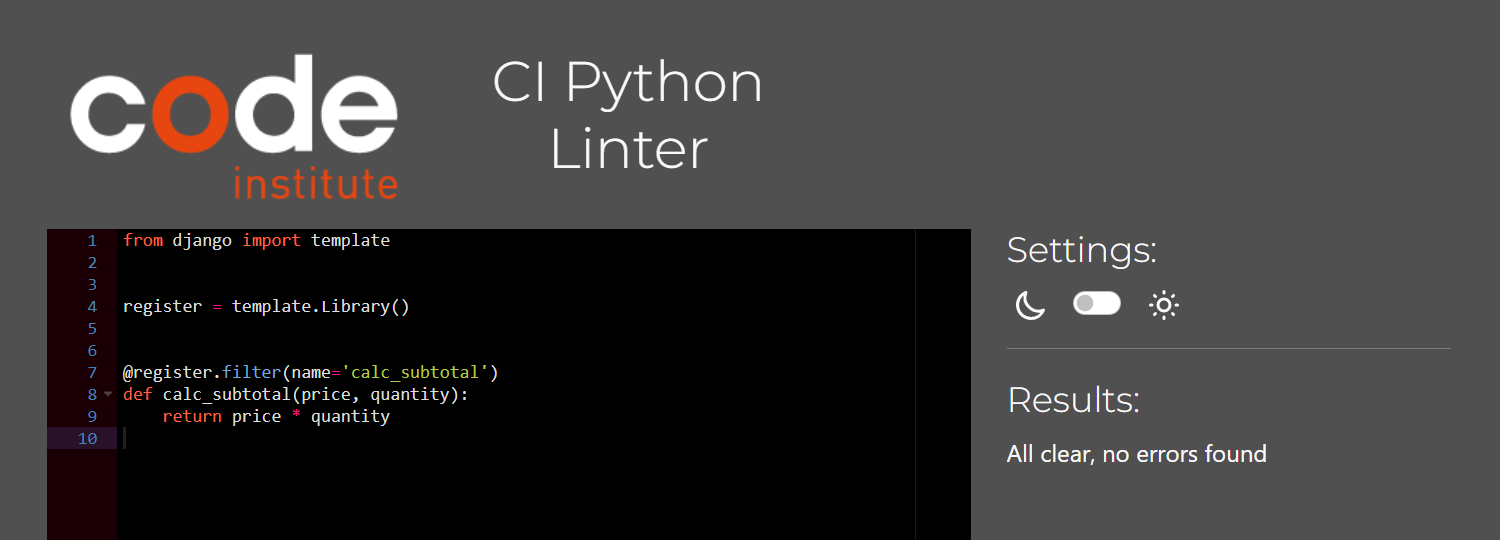 code
institute
CI Python
Linter
1 from django import template
2
3
4 register = template.Library()
5
6
7 @register.filter(name='calc_subtotal')
8 def calc_subtotal(price, quantity):
9     return price * quantity
10
Settings:
Results:
All clear, no errors found